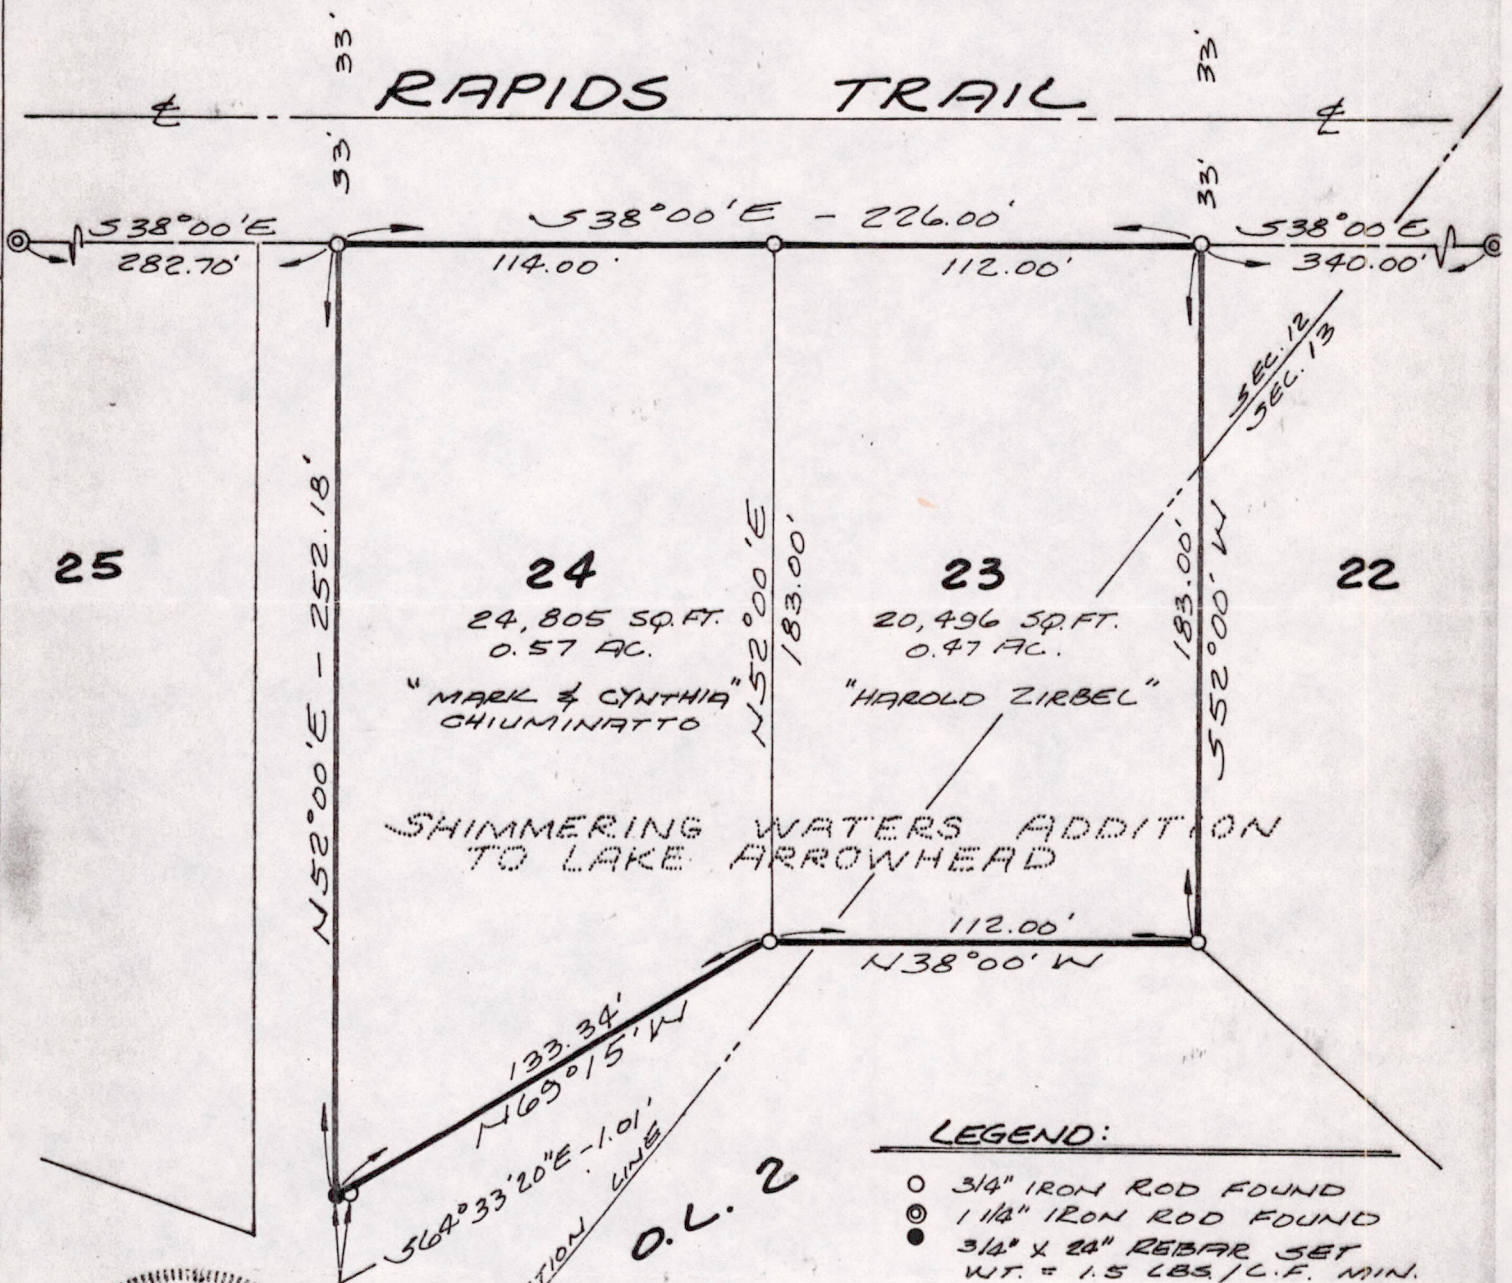 33'
33'
RAPIDS TRAIL
℄
℄
33'
33'
S38°00'E
282.70'
S38°00'E - 226.00'
114.00'
112.00'
S38°00'E
340.00'
SEC. 12
SEC. 13
N52°00'E - 252.18'
N52°00'E
183.00'
183.00'
S52°00'W
25
24
24,805 SQ.FT.
0.57 AC.
"MARK & CYNTHIA"
CHIUMINATTO
23
20,496 SQ.FT.
0.47 AC.
"HAROLD ZIRBEL"
22
SHIMMERING WATERS ADDITION
TO LAKE ARROWHEAD
112.00'
N38°00'W
133.34'
N69°15'W
S64°33'20"E - 1.01'
LINE
O.L. 2
LEGEND:
3/4" IRON ROD FOUND
1 1/4" IRON ROD FOUND
3/4" X 24" REBAR SET
WT. = 1.5 LBS./L.F. MIN.